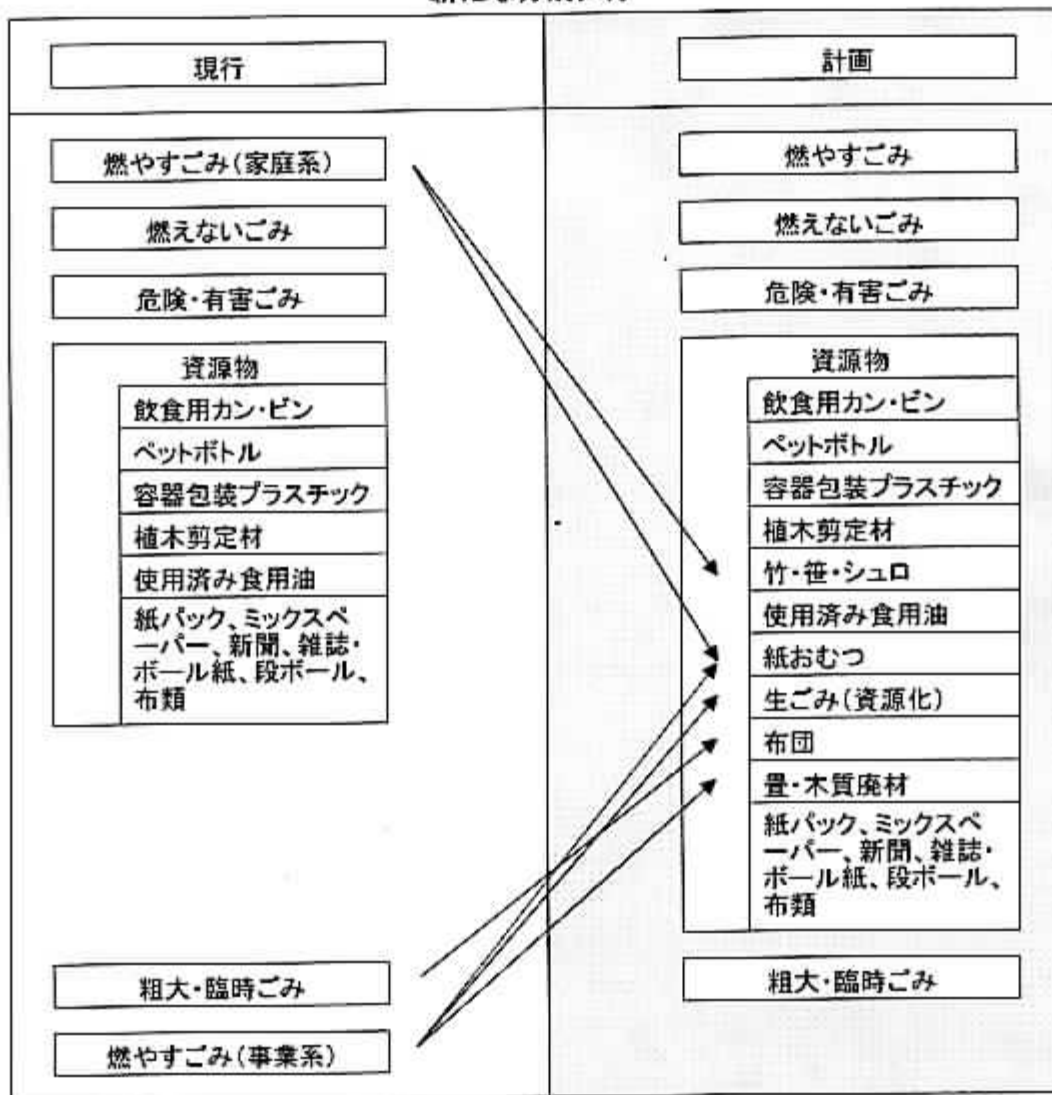 現行
燃やすごみ(家庭系)
燃えないごみ
危険・有害ごみ
資源物
飲食用カン・ビン
ペットボトル
容器包装プラスチック
植木剪定材
使用済み食用油
紙パック、ミックスペ
ーパー、新聞、雑誌・
ボール紙、段ボール、
布類
粗大・臨時ごみ
燃やすごみ(事業系)
計画
燃やすごみ
燃えないごみ
危険・有害ごみ
資源物
飲食用カン・ビン
ペットボトル
容器包装プラスチック
植木剪定材
竹・笹・シュロ
使用済み食用油
紙おむつ
生ごみ(資源化)
布団
畳・木質廃材
紙パック、ミックスペ
ーパー、新聞、雑誌・
ボール紙、段ボール、
布類
粗大・臨時ごみ